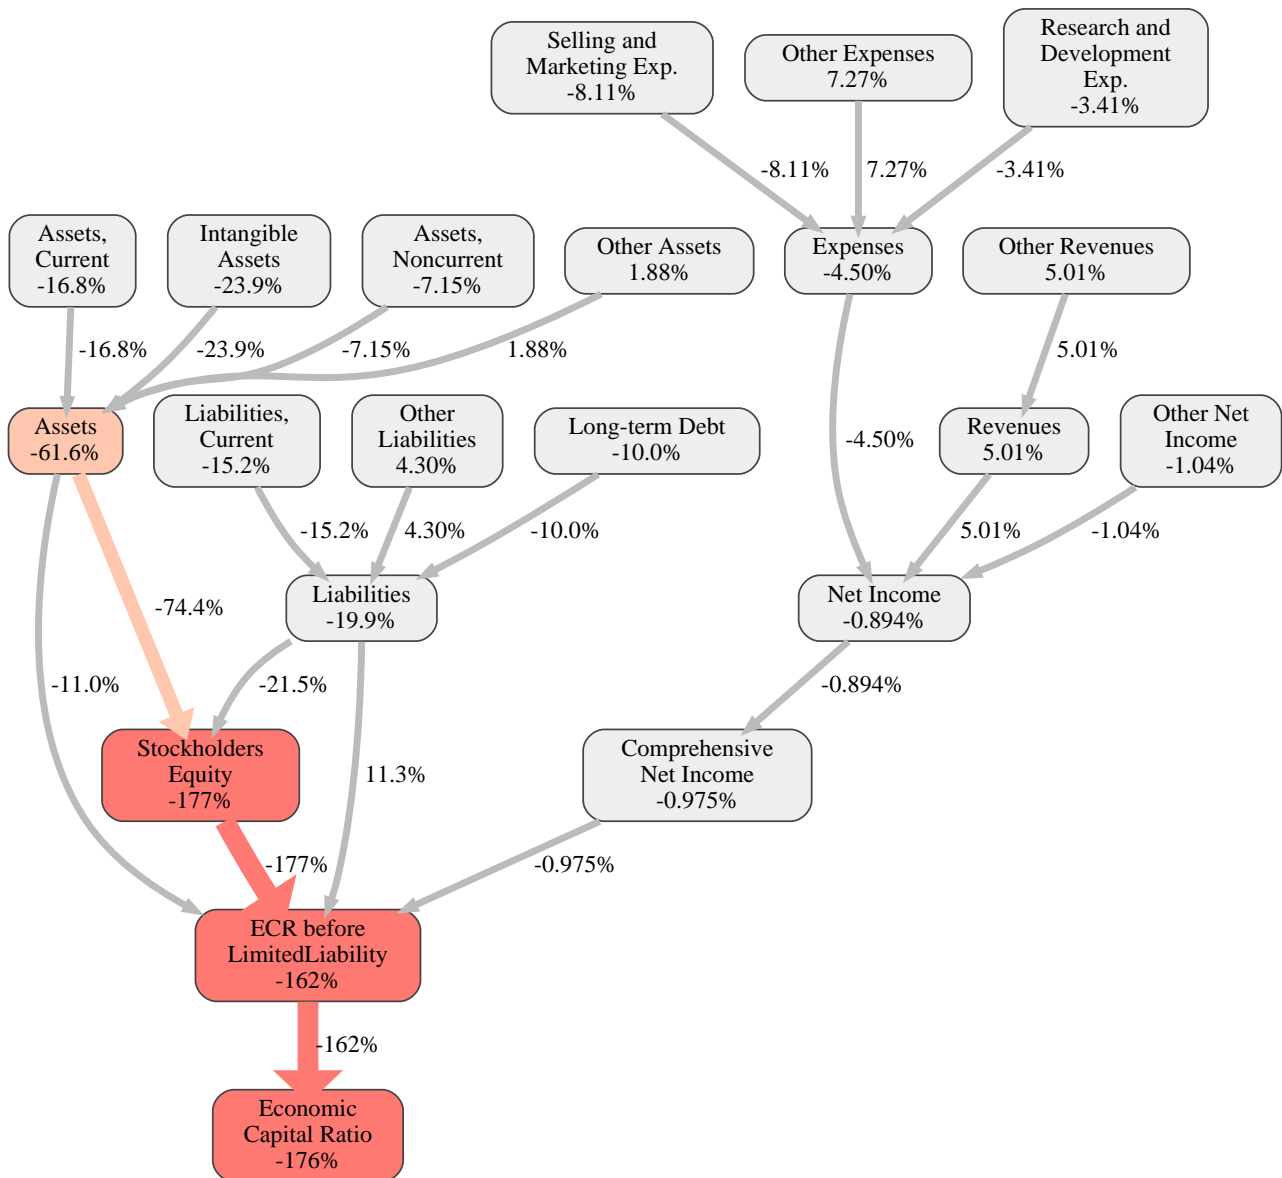 Selling and
Marketing Exp.
-8.11%
Other Expenses
7.27%
Research and
Development
Exp.
-3.41%
-8.11%
7.27%
-3.41%
Assets,
Current
-16.8%
Intangible
Assets
-23.9%
Assets,
Noncurrent
-7.15%
Other Assets
1.88%
Expenses
-4.50%
Other Revenues
5.01%
-16.8%
-23.9%
-7.15%
1.88%
5.01%
Assets
-61.6%
Liabilities,
Current
-15.2%
Other
Liabilities
4.30%
Long-term Debt
-10.0%
-4.50%
Revenues
5.01%
Other Net
Income
-1.04%
-15.2%
4.30%
-10.0%
5.01%
-1.04%
-74.4%
Liabilities
-19.9%
Net Income
-0.894%
-11.0%
-21.5%
-0.894%
Stockholders
Equity
-177%
11.3%
Comprehensive
Net Income
-0.975%
-177%
-0.975%
ECR before
LimitedLiability
-162%
-162%
Economic
Capital Ratio
-176%